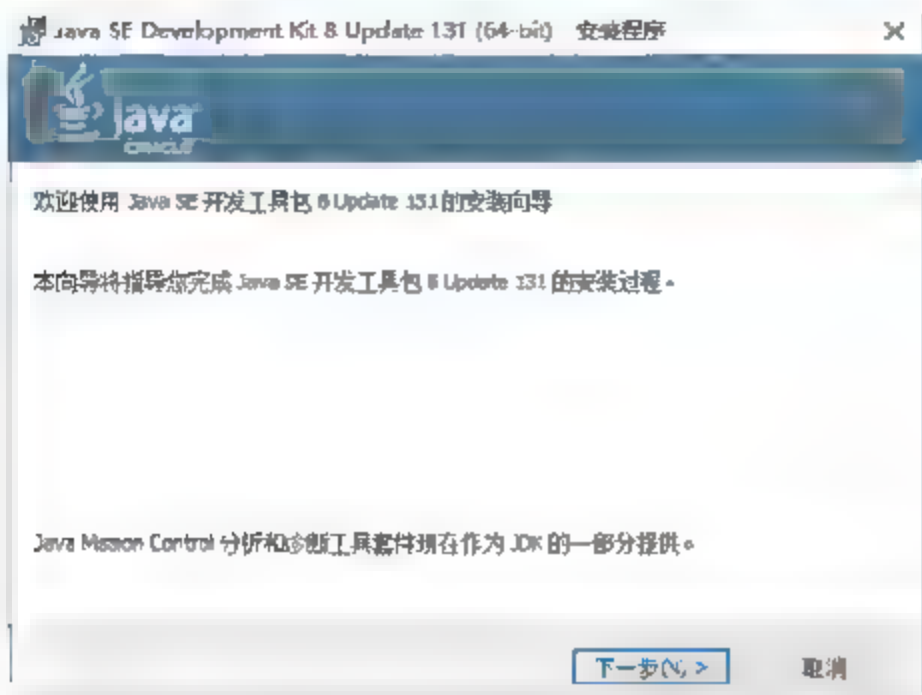 Java SE Development Kit 8 Update 131 (64-bit) 安装程序
Java
ORACLE
欢迎使用 Java SE 开发工具包 8 Update 131 的安装向导
本向导将指导您完成 Java SE 开发工具包 8 Update 131 的安装过程。
Java Mission Control 分析和诊断工具套件现在作为 JDK 的一部分提供。
下一步(N) >
取消